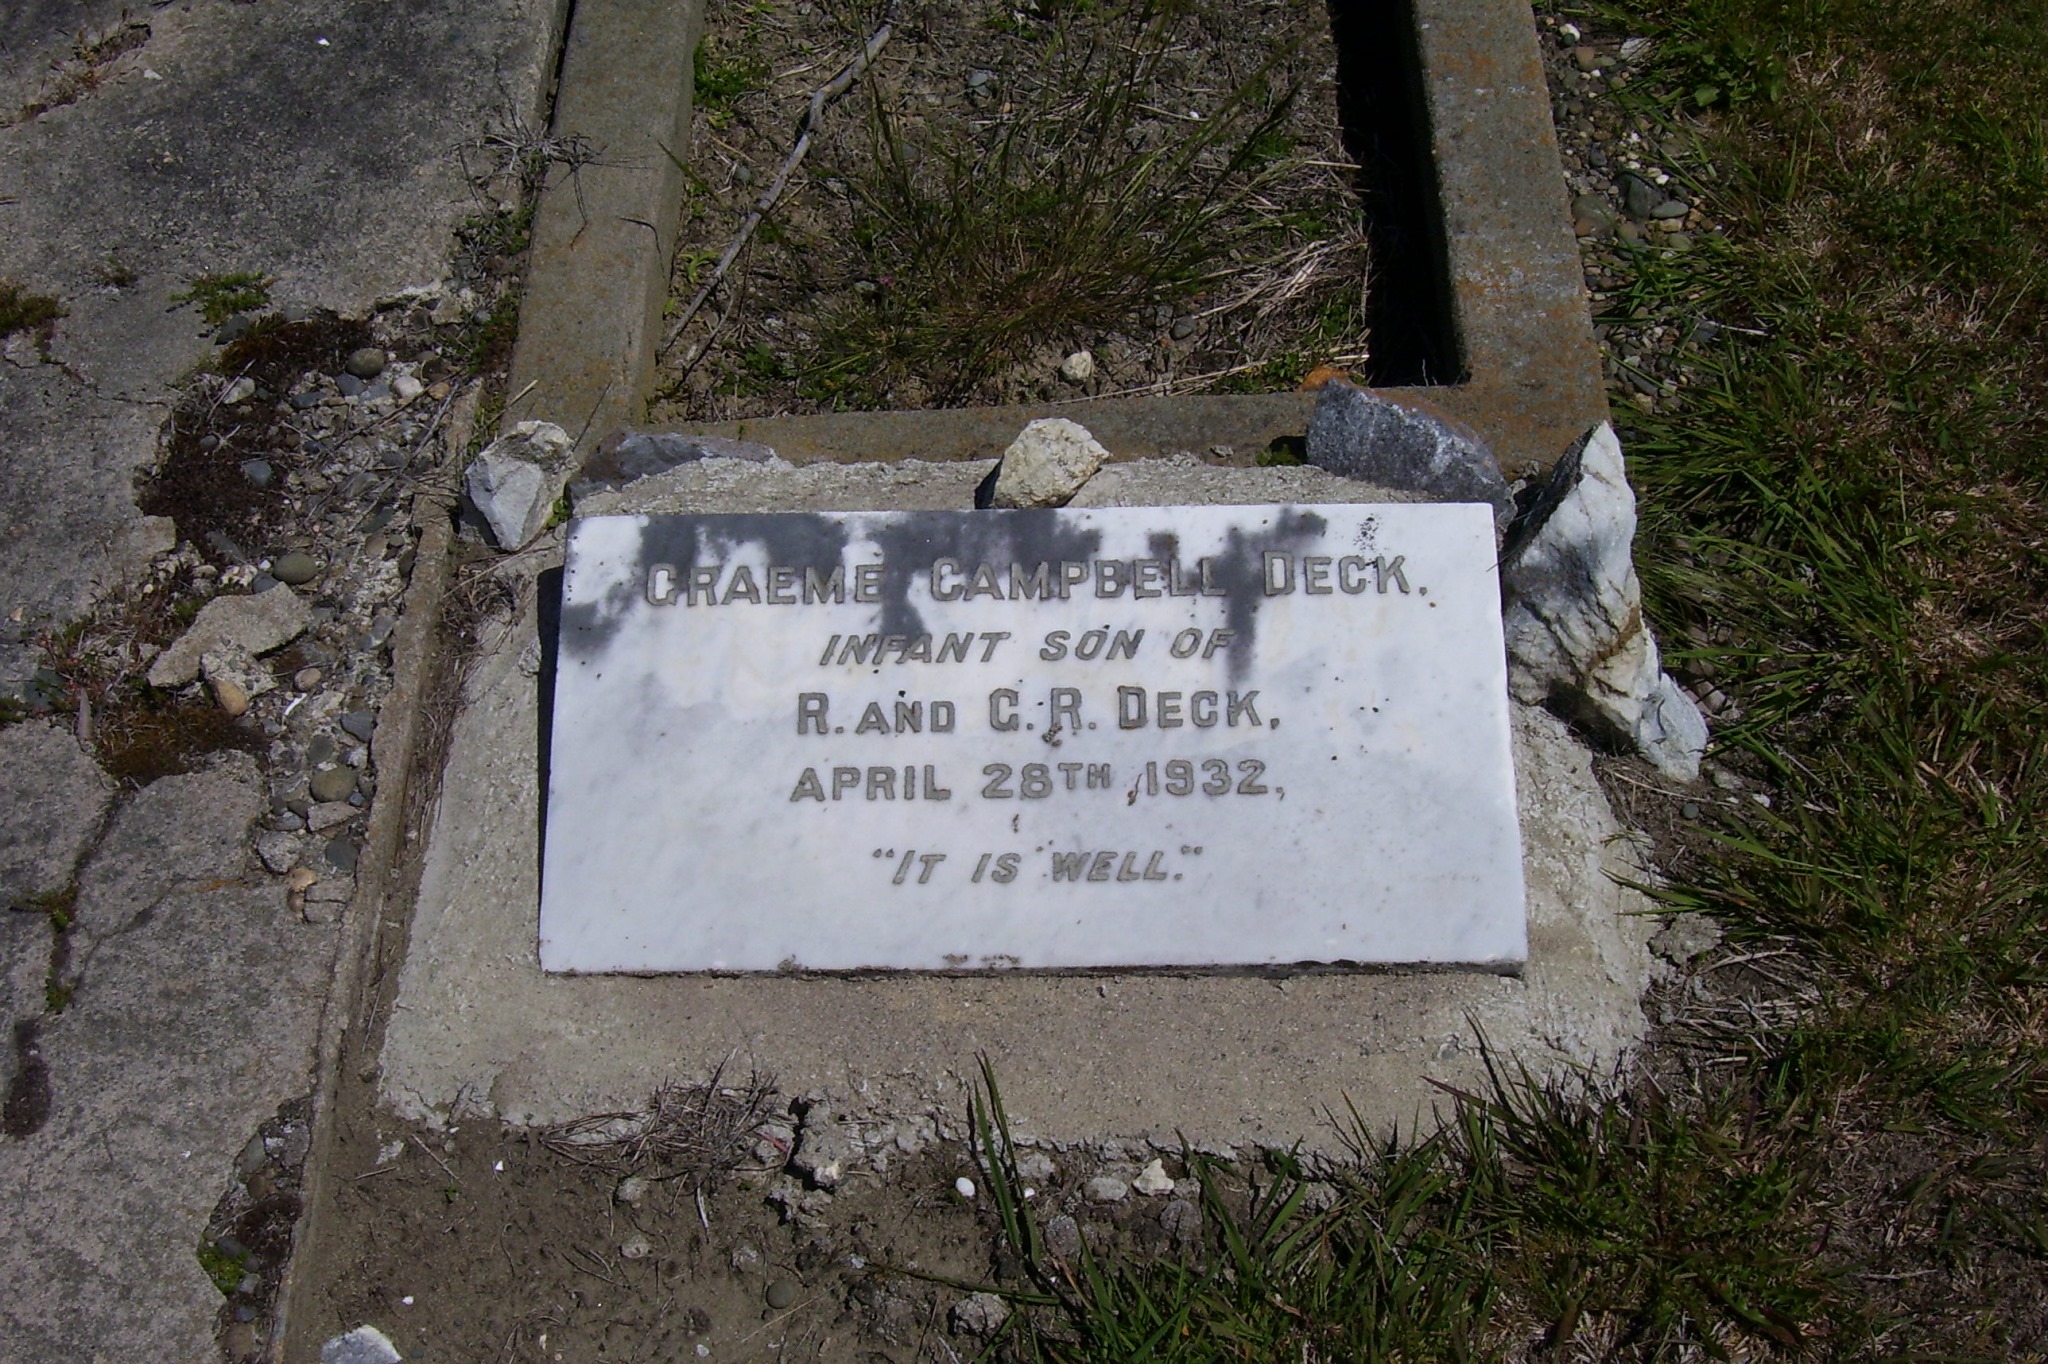 GRAEME CAMPBELL DECK.
INFANT SON OF
R. AND G. R. DECK.
APRIL 28TH 1932.
"IT IS WELL."